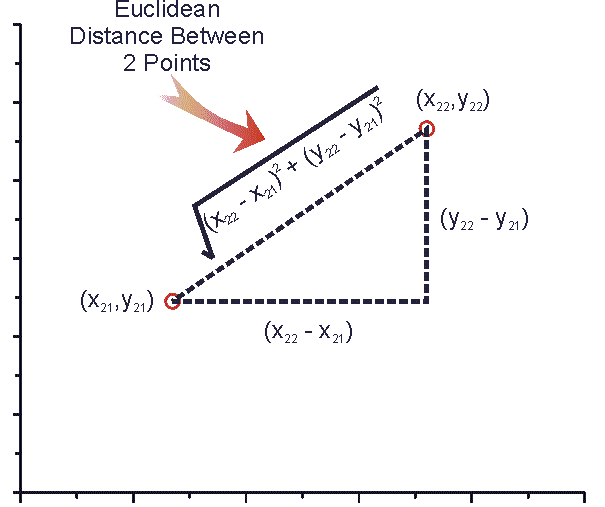 Euclidean
Distance Between
2 Points
(x₂₂,y₂₂)
√(x₂₂ - x₂₁)² + (y₂₂ - y₂₁)²
(y₂₂ - y₂₁)
(x₂₁,y₂₁)
(x₂₂ - x₂₁)